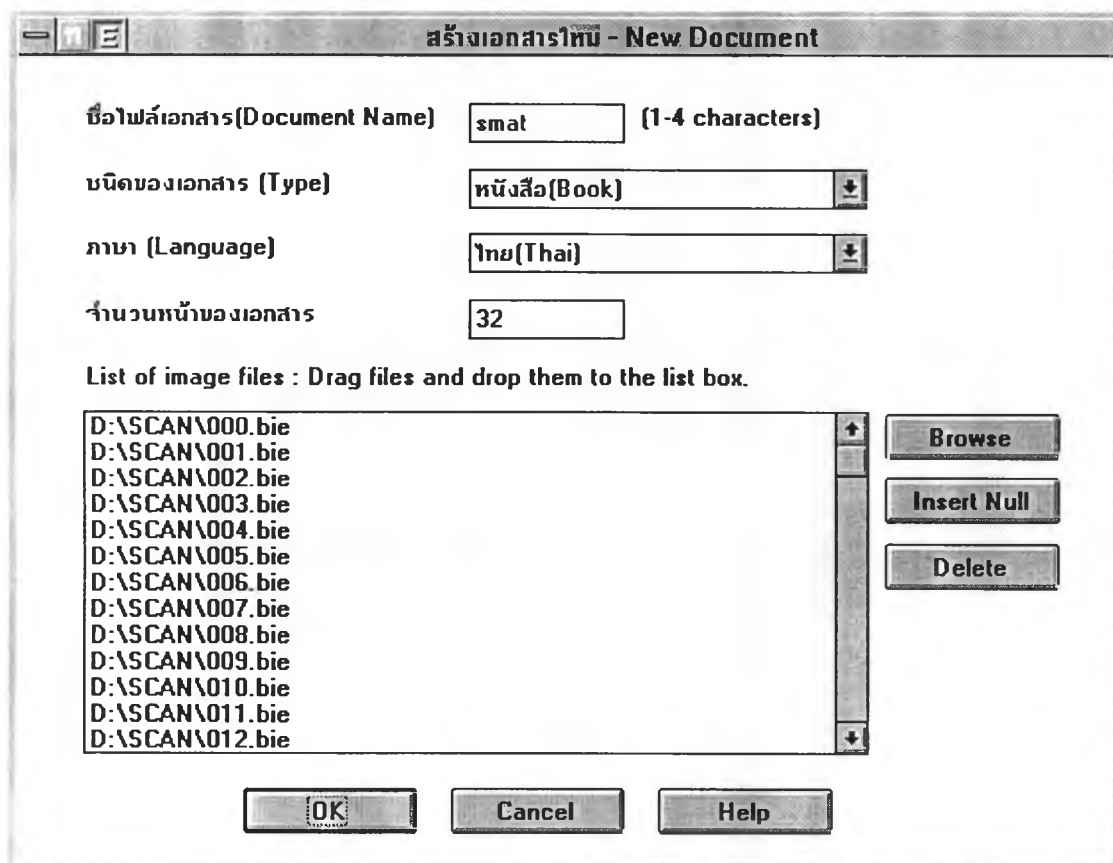 สร้างเอกสารใหม่ - New Document
ชื่อไฟล์เอกสาร(Document Name) smat (1-4 characters)
ชนิดของเอกสาร (Type) หนังสือ(Book)
ภาษา (Language) ไทย(Thai)
จำนวนหน้าของเอกสาร 32
List of image files : Drag files and drop them to the list box.
D:\SCAN\000.bie
D:\SCAN\001.bie
D:\SCAN\002.bie
D:\SCAN\003.bie
D:\SCAN\004.bie
D:\SCAN\005.bie
D:\SCAN\006.bie
D:\SCAN\007.bie
D:\SCAN\008.bie
D:\SCAN\009.bie
D:\SCAN\010.bie
D:\SCAN\011.bie
D:\SCAN\012.bie
Browse
Insert Null
Delete
OK Cancel Help